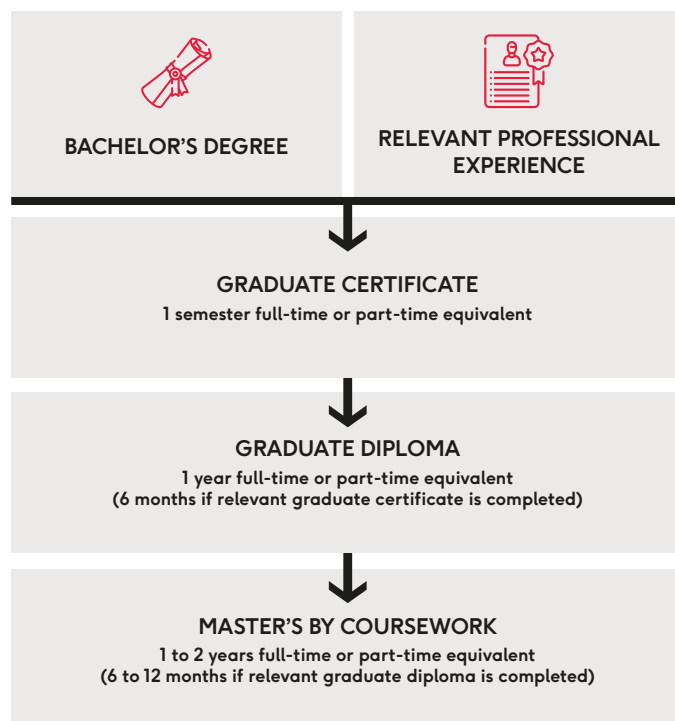 BACHELOR’S DEGREE
RELEVANT PROFESSIONAL
EXPERIENCE
GRADUATE CERTIFICATE
1 semester full-time or part-time equivalent
GRADUATE DIPLOMA
1 year full-time or part-time equivalent
(6 months if relevant graduate certificate is completed)
MASTER’S BY COURSEWORK
1 to 2 years full-time or part-time equivalent
(6 to 12 months if relevant graduate diploma is completed)